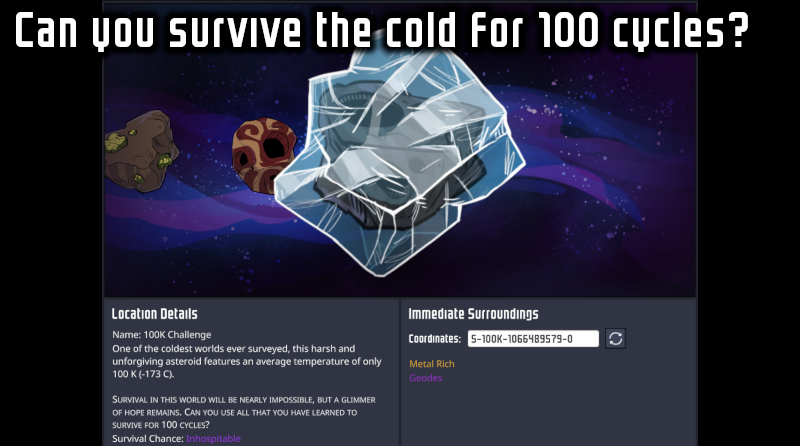 Can you survive the cold for 100 cycles?
Location Details
Name: 100K Challenge
One of the coldest worlds ever surveyed, this harsh and
unforgiving asteroid features an average temperature of only
100 K (-173 C).
Survival in this world will be nearly impossible, but a glimmer
of hope remains. Can you use all that you have learned to
survive for 100 cycles?
Survival Chance: Inhospitable
Immediate Surroundings
Coordinates: S-100K-1066489579-0
Metal Rich
Geodes